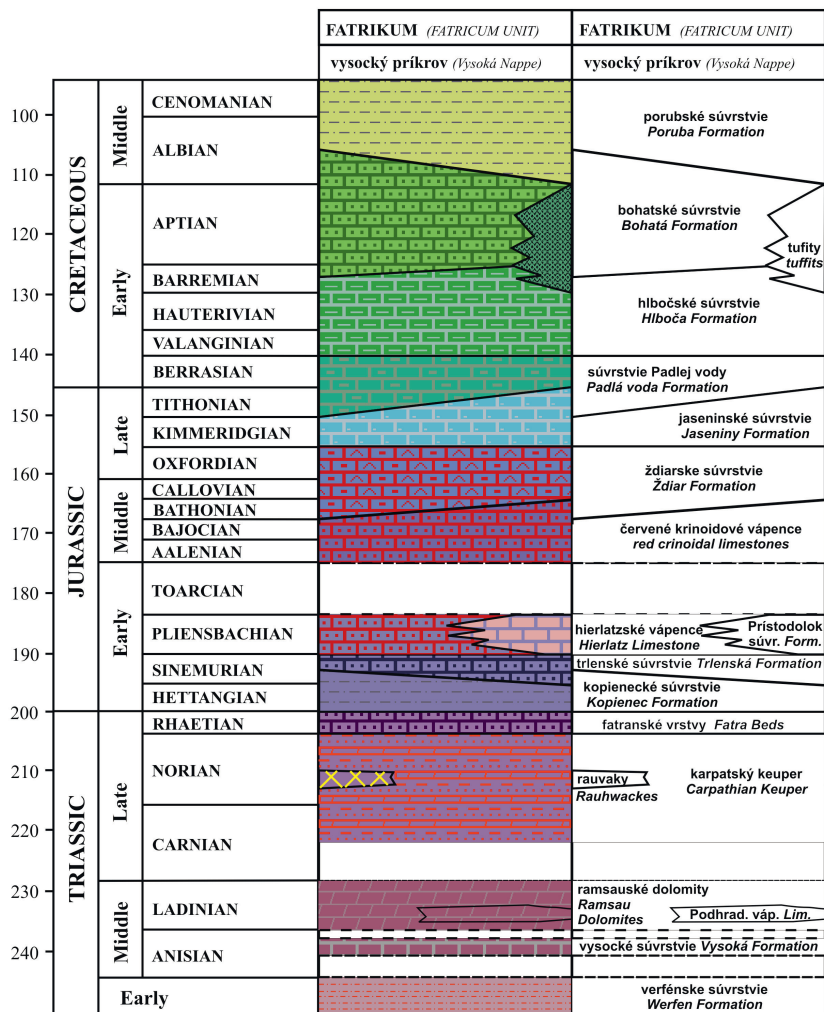 FATRIKUM (FATRICUM UNIT)
FATRIKUM (FATRICUM UNIT)
vysocký príkrov (Vysoká Nappe)
vysocký príkrov (Vysoká Nappe)
100
110
120
130
140
150
160
170
180
190
200
210
220
230
240
CRETACEOUS
JURASSIC
TRIASSIC
Middle
Early
Late
Middle
Early
Late
Middle
Early
CENOMANIAN
ALBIAN
APTIAN
BARREMIAN
HAUTERIVIAN
VALANGINIAN
BERRASIAN
TITHONIAN
KIMMERIDGIAN
OXFORDIAN
CALLOVIAN
BATHONIAN
BAJOCIAN
AALENIAN
TOARCIAN
PLIENSBACHIAN
SINEMURIAN
HETTANGIAN
RHAETIAN
NORIAN
CARNIAN
LADINIAN
ANISIAN
porubské súvrstvie
Poruba Formation
bohatské súvrstvie
Bohatá Formation
tufity
tuffits
hlbočské súvrstvie
Hlboča Formation
súvrstvie Padlej vody
Padlá voda Formation
jaseninské súvrstvie
Jaseniny Formation
ždiarske súvrstvie
Ždiar Formation
červené krinoidové vápence
red crinoidal limestones
hierlatzské vápence
Hierlatz Limestone
Prístodolok
súvr. Form.
trlenské súvrstvie Trlenská Formation
kopienecké súvrstvie
Kopienec Formation
fatranské vrstvy Fatra Beds
rauvaky
Rauhwackes
karpatský keuper
Carpathian Keuper
ramsauské dolomity
Ramsau
Dolomites
Podhrad. váp. Lim.
vysocké súvrstvie Vysoká Formation
verfénske súvrstvie
Werfen Formation